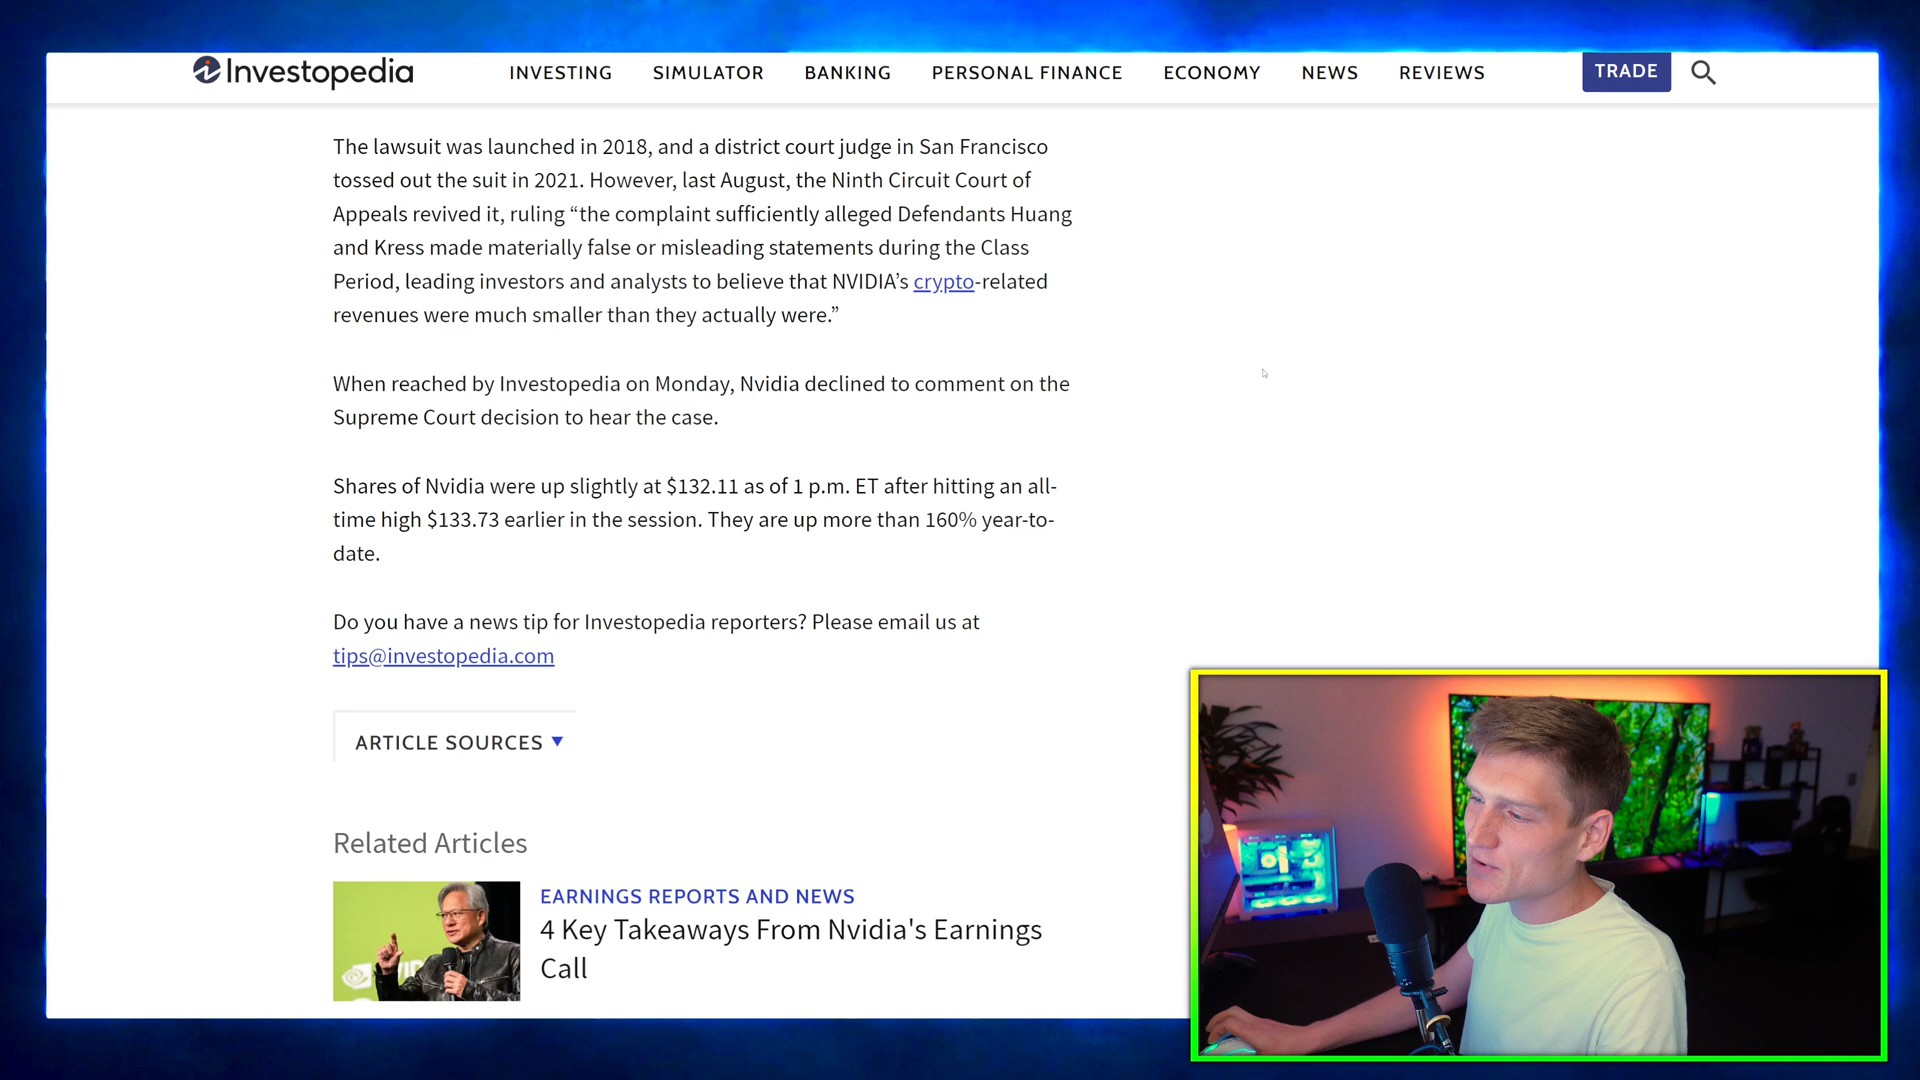 Investopedia
INVESTING SIMULATOR BANKING PERSONAL FINANCE ECONOMY NEWS REVIEWS TRADE
The lawsuit was launched in 2018, and a district court judge in San Francisco
tossed out the suit in 2021. However, last August, the Ninth Circuit Court of
Appeals revived it, ruling “the complaint sufficiently alleged Defendants Huang
and Kress made materially false or misleading statements during the Class
Period, leading investors and analysts to believe that NVIDIA’s crypto-related
revenues were much smaller than they actually were.”
When reached by Investopedia on Monday, Nvidia declined to comment on the
Supreme Court decision to hear the case.
Shares of Nvidia were up slightly at $132.11 as of 1 p.m. ET after hitting an all-
time high $133.73 earlier in the session. They are up more than 160% year-to-
date.
Do you have a news tip for Investopedia reporters? Please email us at
tips@investopedia.com
ARTICLE SOURCES
Related Articles
EARNINGS REPORTS AND NEWS
4 Key Takeaways From Nvidia's Earnings
Call